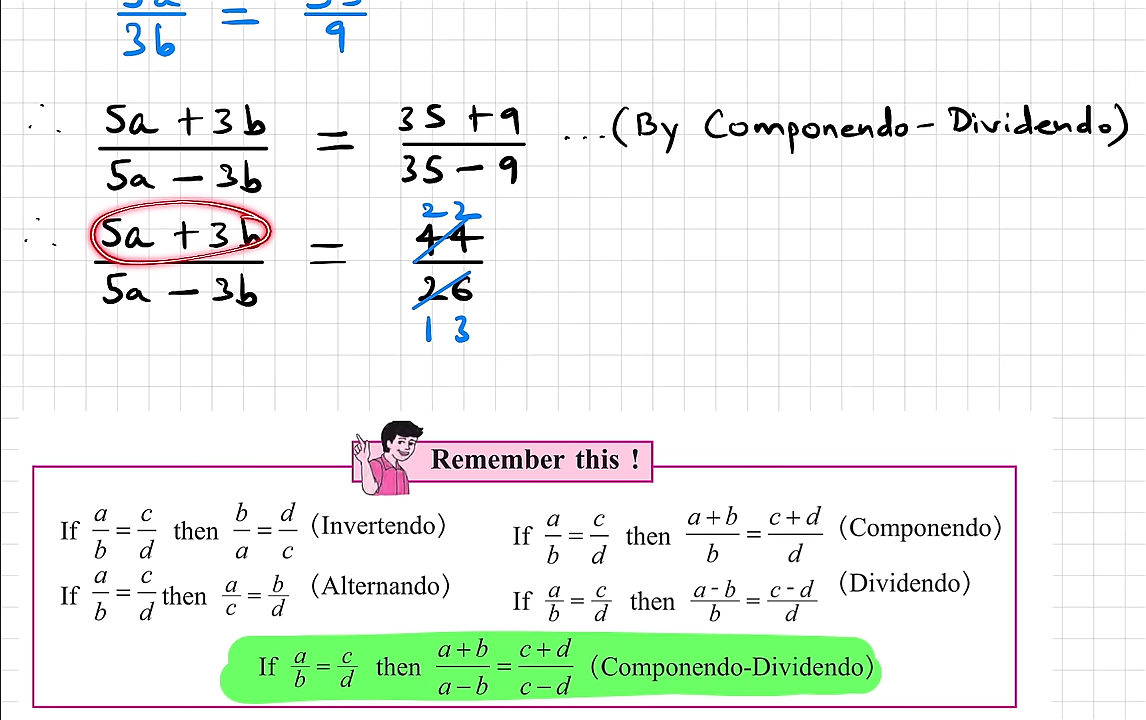 3b = 9
∴ (5a + 3b)/(5a − 3b) = (35 + 9)/(35 − 9) ...(By Componendo - Dividendo)
∴ (5a + 3b)/(5a − 3b) = 44/26
22
13
Remember this !
If a/b = c/d then b/a = d/c (Invertendo)
If a/b = c/d then (a+b)/b = (c+d)/d (Componendo)
If a/b = c/d then a/c = b/d (Alternando)
If a/b = c/d then (a-b)/b = (c-d)/d (Dividendo)
If a/b = c/d then (a+b)/(a−b) = (c+d)/(c−d) (Componendo-Dividendo)